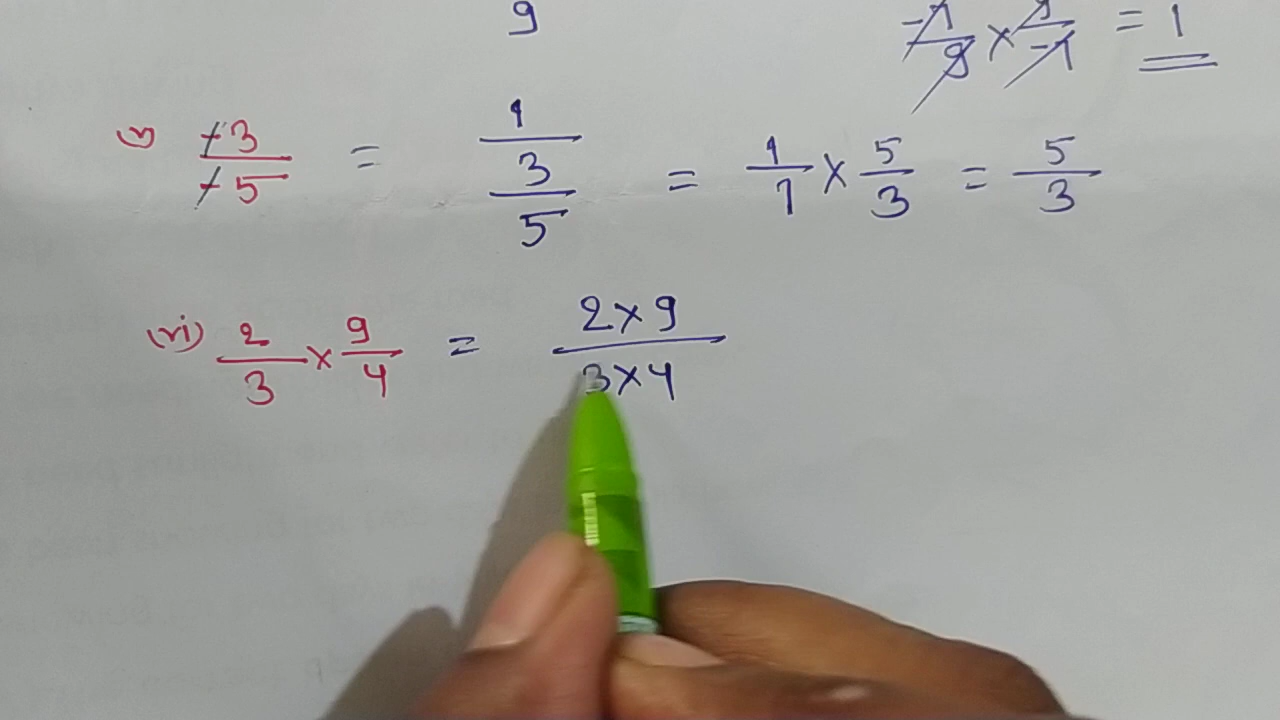 9
-1/9 × 9/-1 = 1
(v) -3/-5 = 1/(3/5) = 1/1 × 5/3 = 5/3
(vi) 2/3 × 9/4 = 2×9/3×4